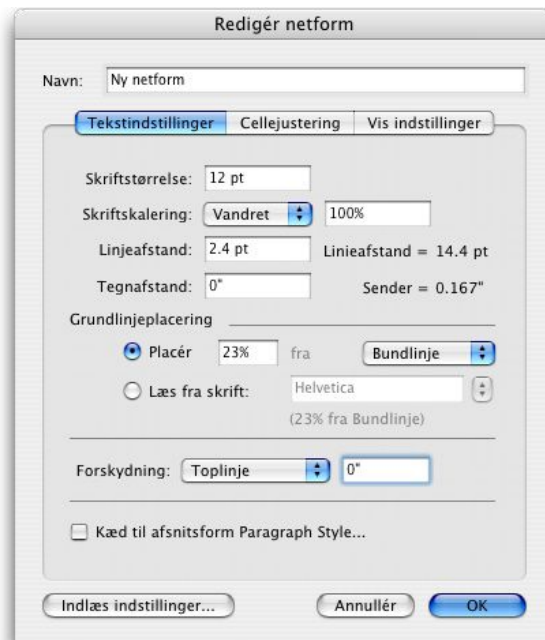 Redigér netform
Navn: Ny netform
Tekstindstillinger Cellejustering Vis indstillinger
Skriftstørrelse: 12 pt
Skriftskalering: Vandret 100%
Linjeafstand: 2.4 pt Linieafstand = 14.4 pt
Tegnafstand: 0" Sender = 0.167"
Grundlinjeplacering
Placér 23% fra Bundlinje
Læs fra skrift: Helvetica
(23% fra Bundlinje)
Forskydning: Toplinje 0"
Kæd til afsnitsform Paragraph Style...
Indlæs indstillinger... Annullér OK